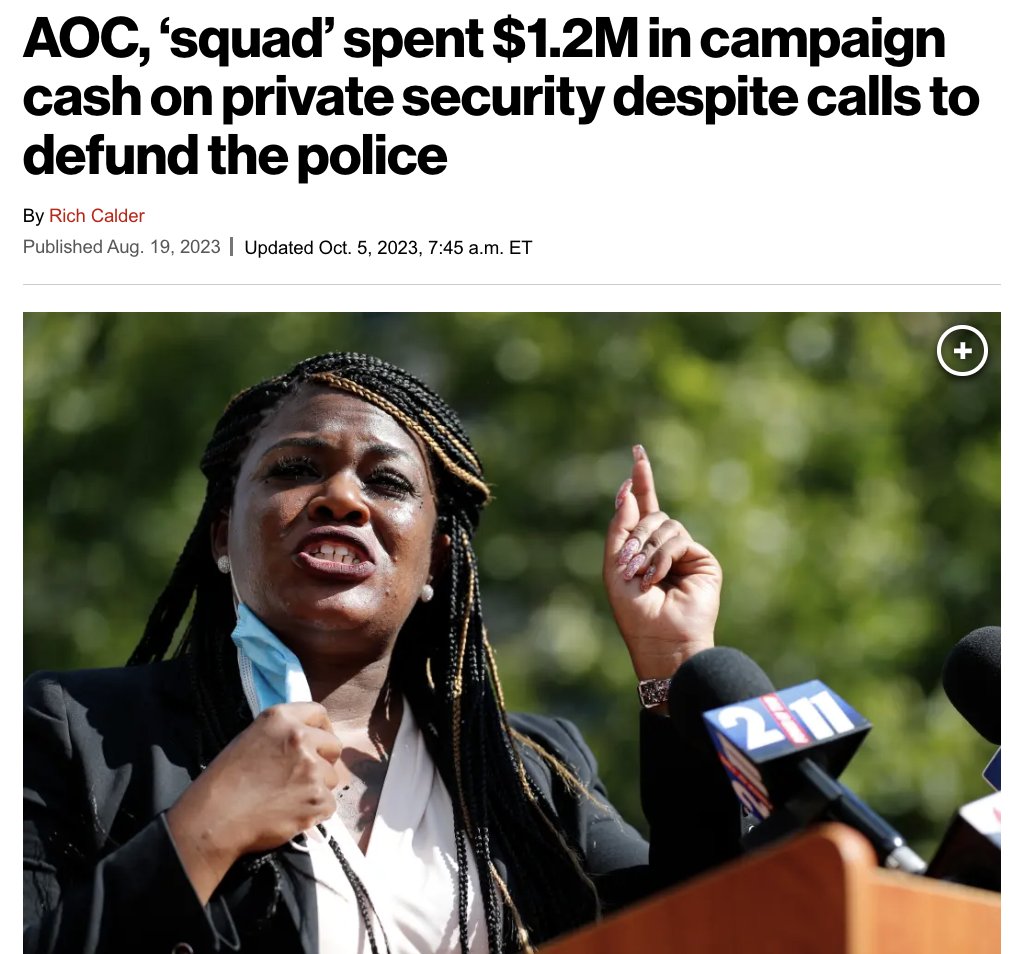 AOC, ‘squad’ spent $1.2M in campaign
cash on private security despite calls to
defund the police
By Rich Calder
Published Aug. 19, 2023 | Updated Oct. 5, 2023, 7:45 a.m. ET
2 11